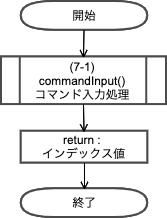 開始
(7-1)
commandInput()
コマンド入力処理
return :
インデックス値
終了